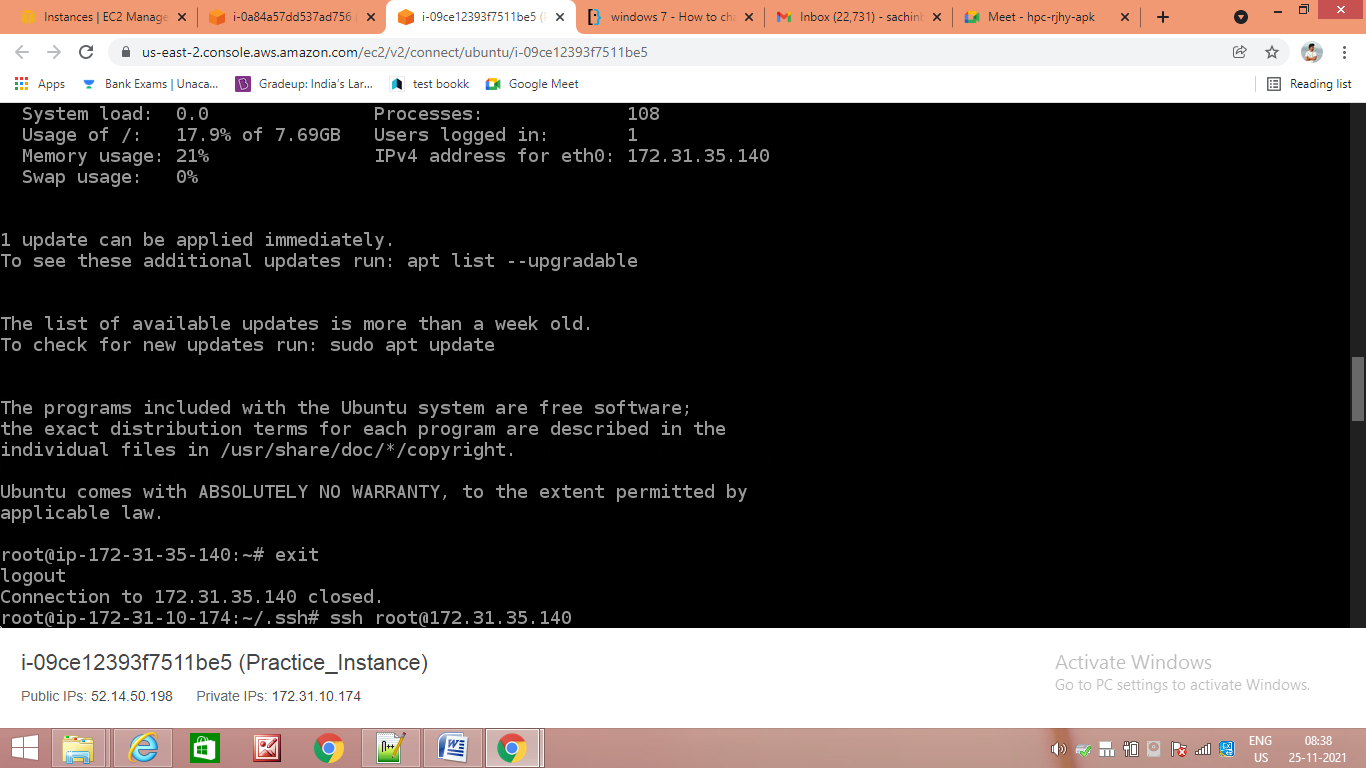 Instances | EC2 Manage
i-0a84a57dd537ad756 (
i-09ce12393f7511be5 (
windows 7 - How to cha
Inbox (22,731) - sachinb
Meet - hpc-rjhy-apk
us-east-2.console.aws.amazon.com/ec2/v2/connect/ubuntu/i-09ce12393f7511be5
Apps
Bank Exams | Unaca...
Gradeup: India's Lar...
test bookk
Google Meet
Reading list
System load: 0.0 Processes: 108
Usage of /: 17.9% of 7.69GB Users logged in: 1
Memory usage: 21% IPv4 address for eth0: 172.31.35.140
Swap usage: 0%
1 update can be applied immediately.
To see these additional updates run: apt list --upgradable
The list of available updates is more than a week old.
To check for new updates run: sudo apt update
The programs included with the Ubuntu system are free software;
the exact distribution terms for each program are described in the
individual files in /usr/share/doc/*/copyright.
Ubuntu comes with ABSOLUTELY NO WARRANTY, to the extent permitted by
applicable law.
root@ip-172-31-35-140:~# exit
logout
Connection to 172.31.35.140 closed.
root@ip-172-31-10-174:~/.ssh# ssh root@172.31.35.140
i-09ce12393f7511be5 (Practice_Instance)
Public IPs: 52.14.50.198 Private IPs: 172.31.10.174
Activate Windows
Go to PC settings to activate Windows.
ENG
US
08:38
25-11-2021